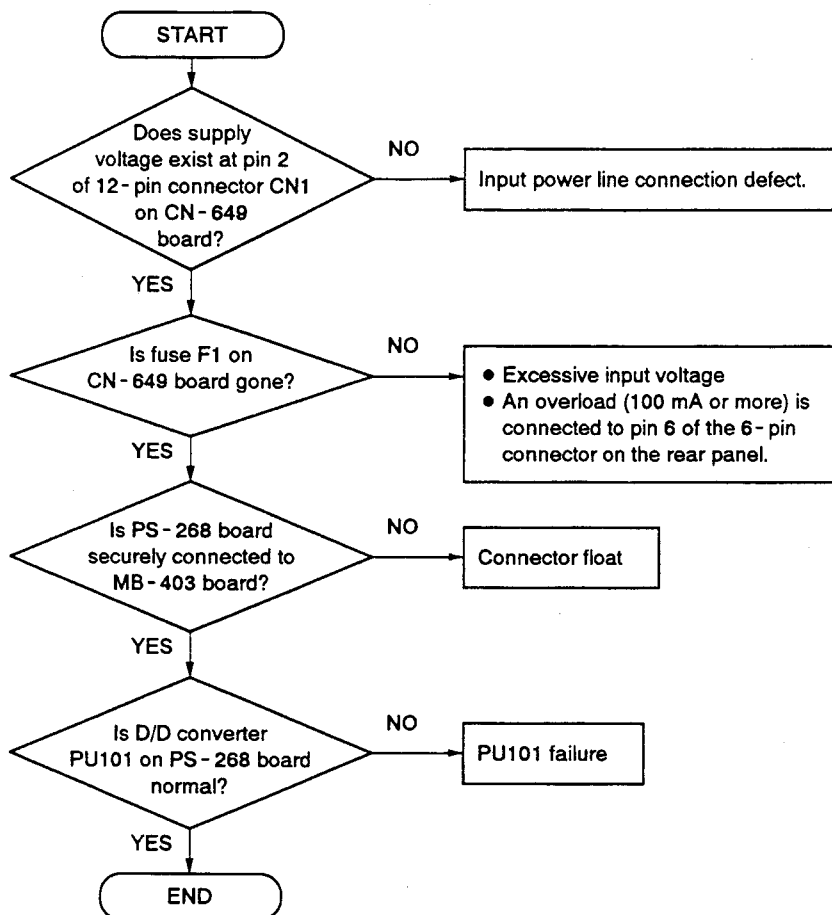 START
Does supply
voltage exist at pin 2
of 12-pin connector CN1
on CN-649
board?
NO
Input power line connection defect.
YES
Is fuse F1 on
CN-649 board gone?
NO
● Excessive input voltage
● An overload (100 mA or more) is
connected to pin 6 of the 6-pin
connector on the rear panel.
YES
Is PS-268 board
securely connected to
MB-403 board?
NO
Connector float
YES
Is D/D converter
PU101 on PS-268 board
normal?
NO
PU101 failure
YES
END